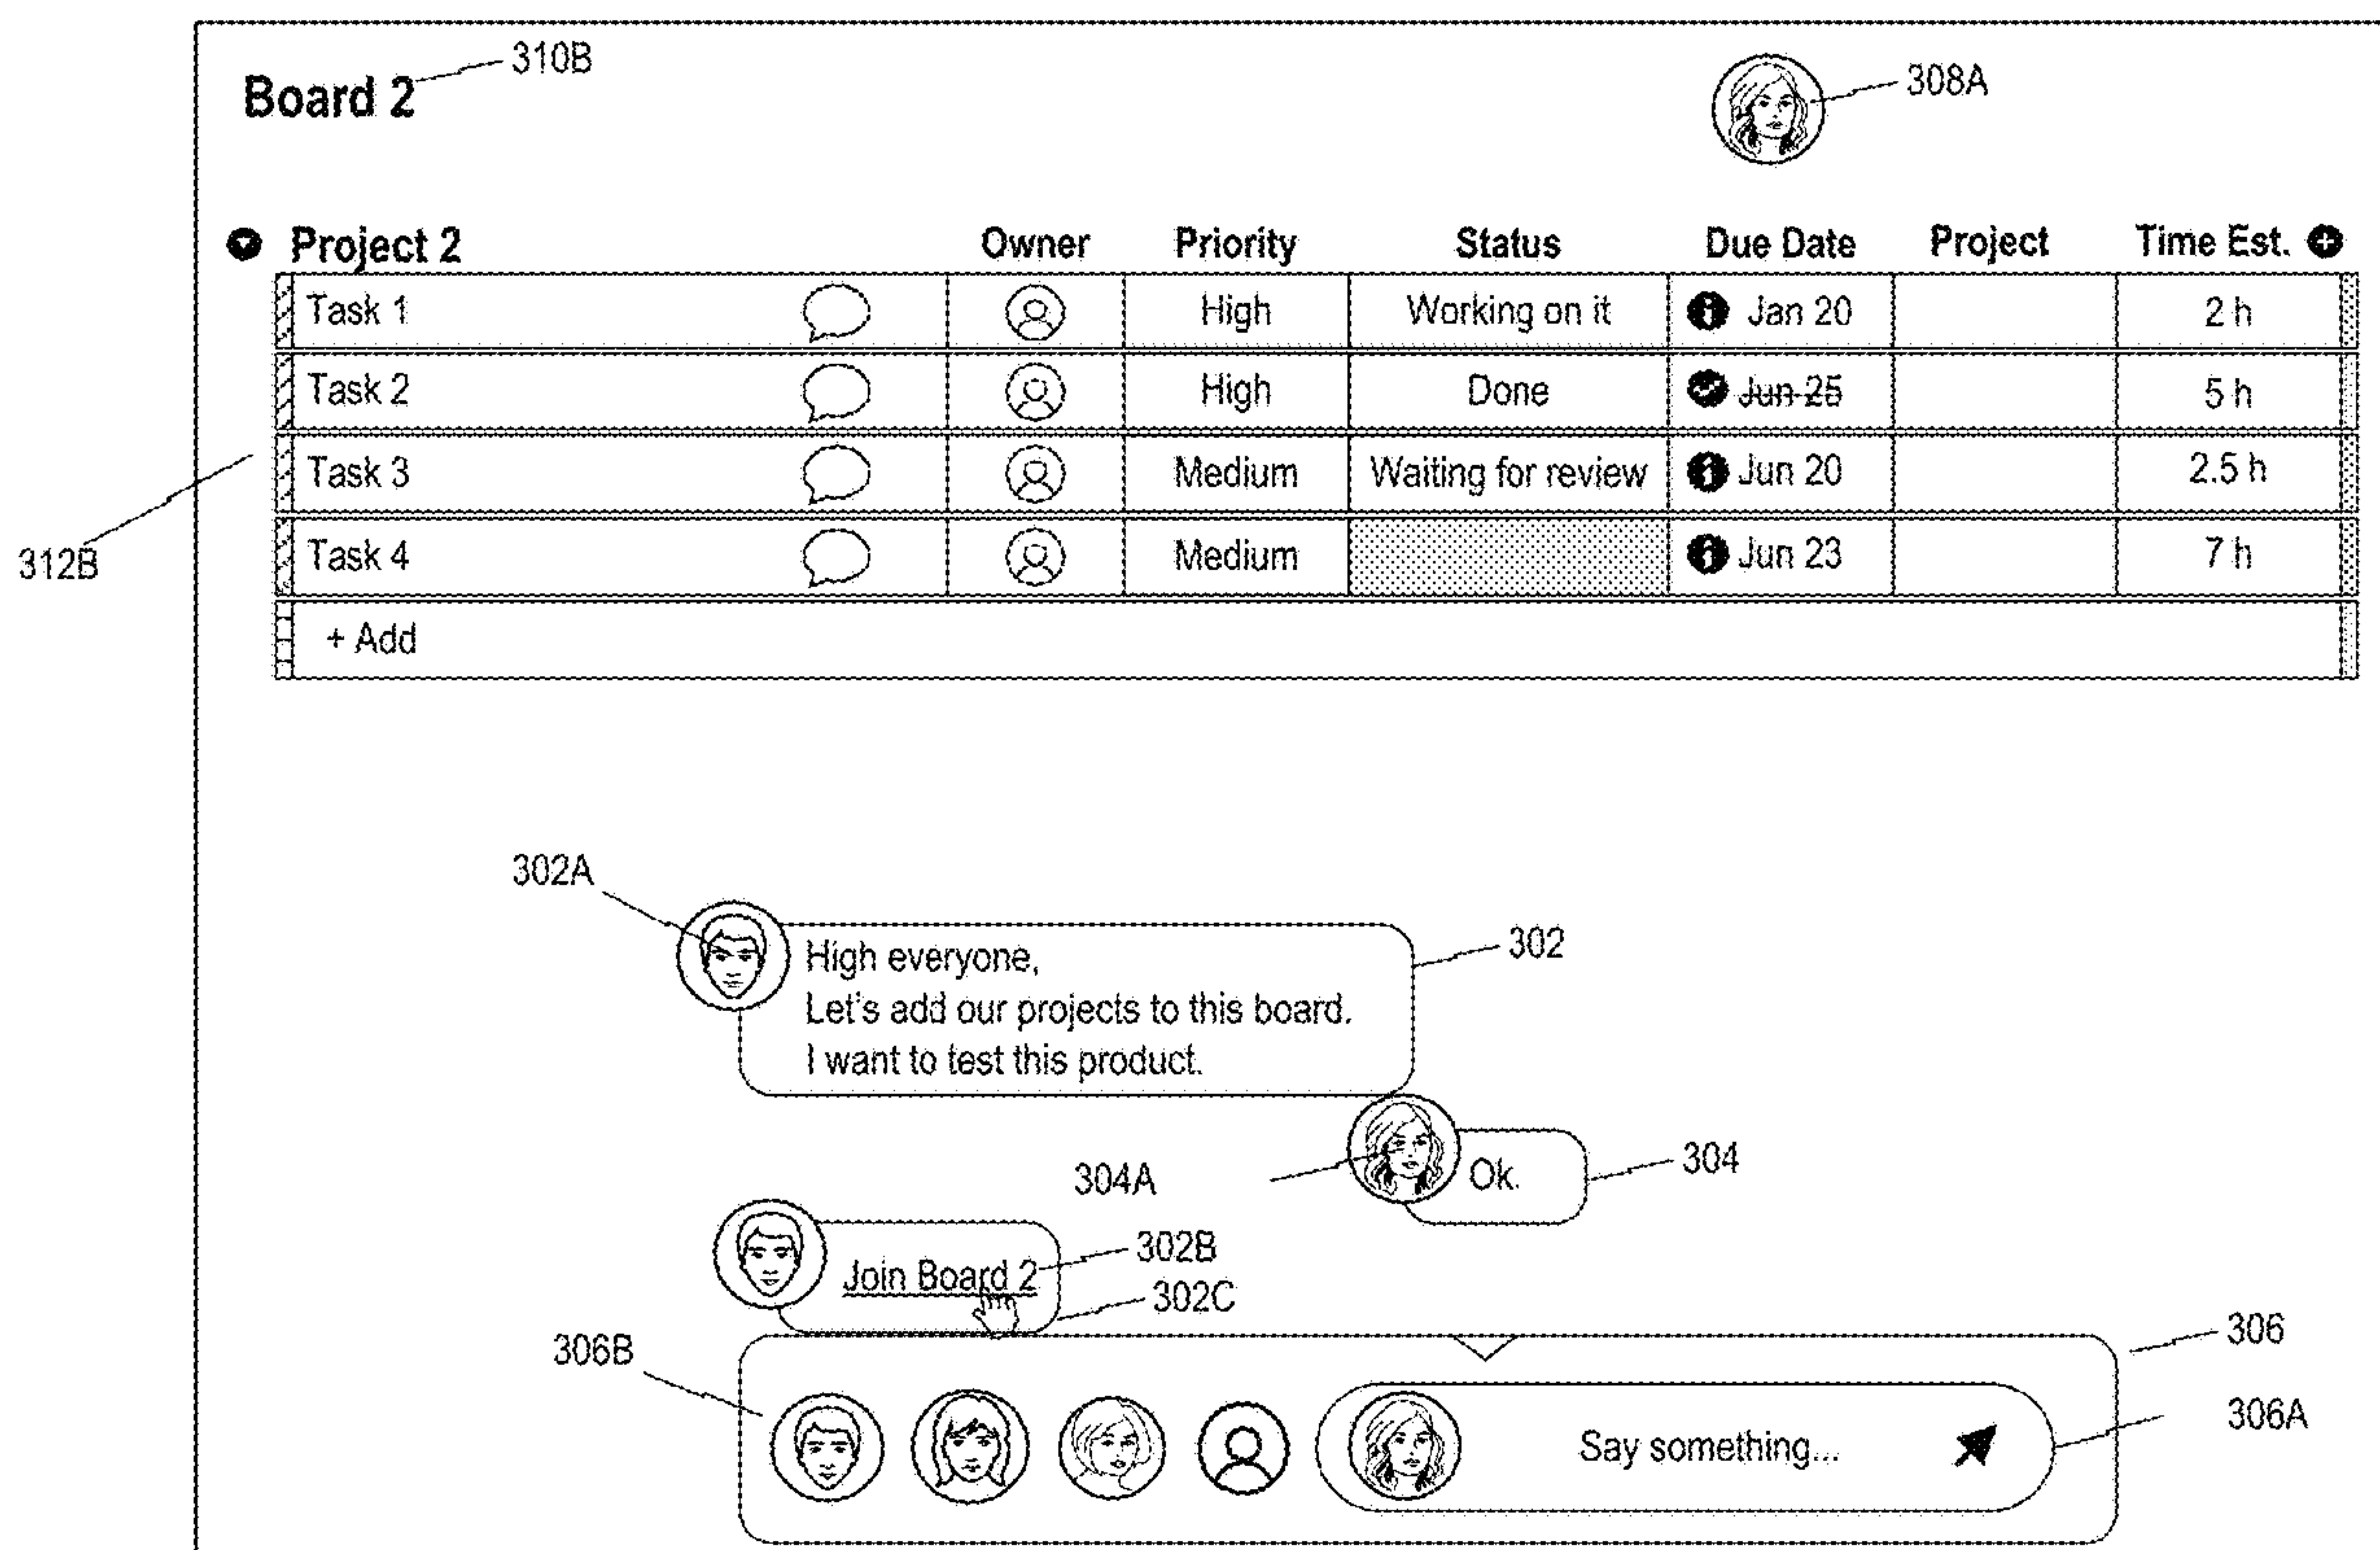 310B
Board 2
308A
Project 2 Owner Priority Status Due Date Project Time Est.
Task 1 High Working on it Jan 20 2 h
Task 2 High Done Jun 25 5 h
Task 3 Medium Waiting for review Jun 20 2.5 h
312B
Task 4 Medium Jun 23 7 h
+ Add
302A
302
High everyone,
Let's add our projects to this board.
I want to test this product.
304A
304
Ok.
302B
Join Board 2
302C
306B
306
306A
Say something...